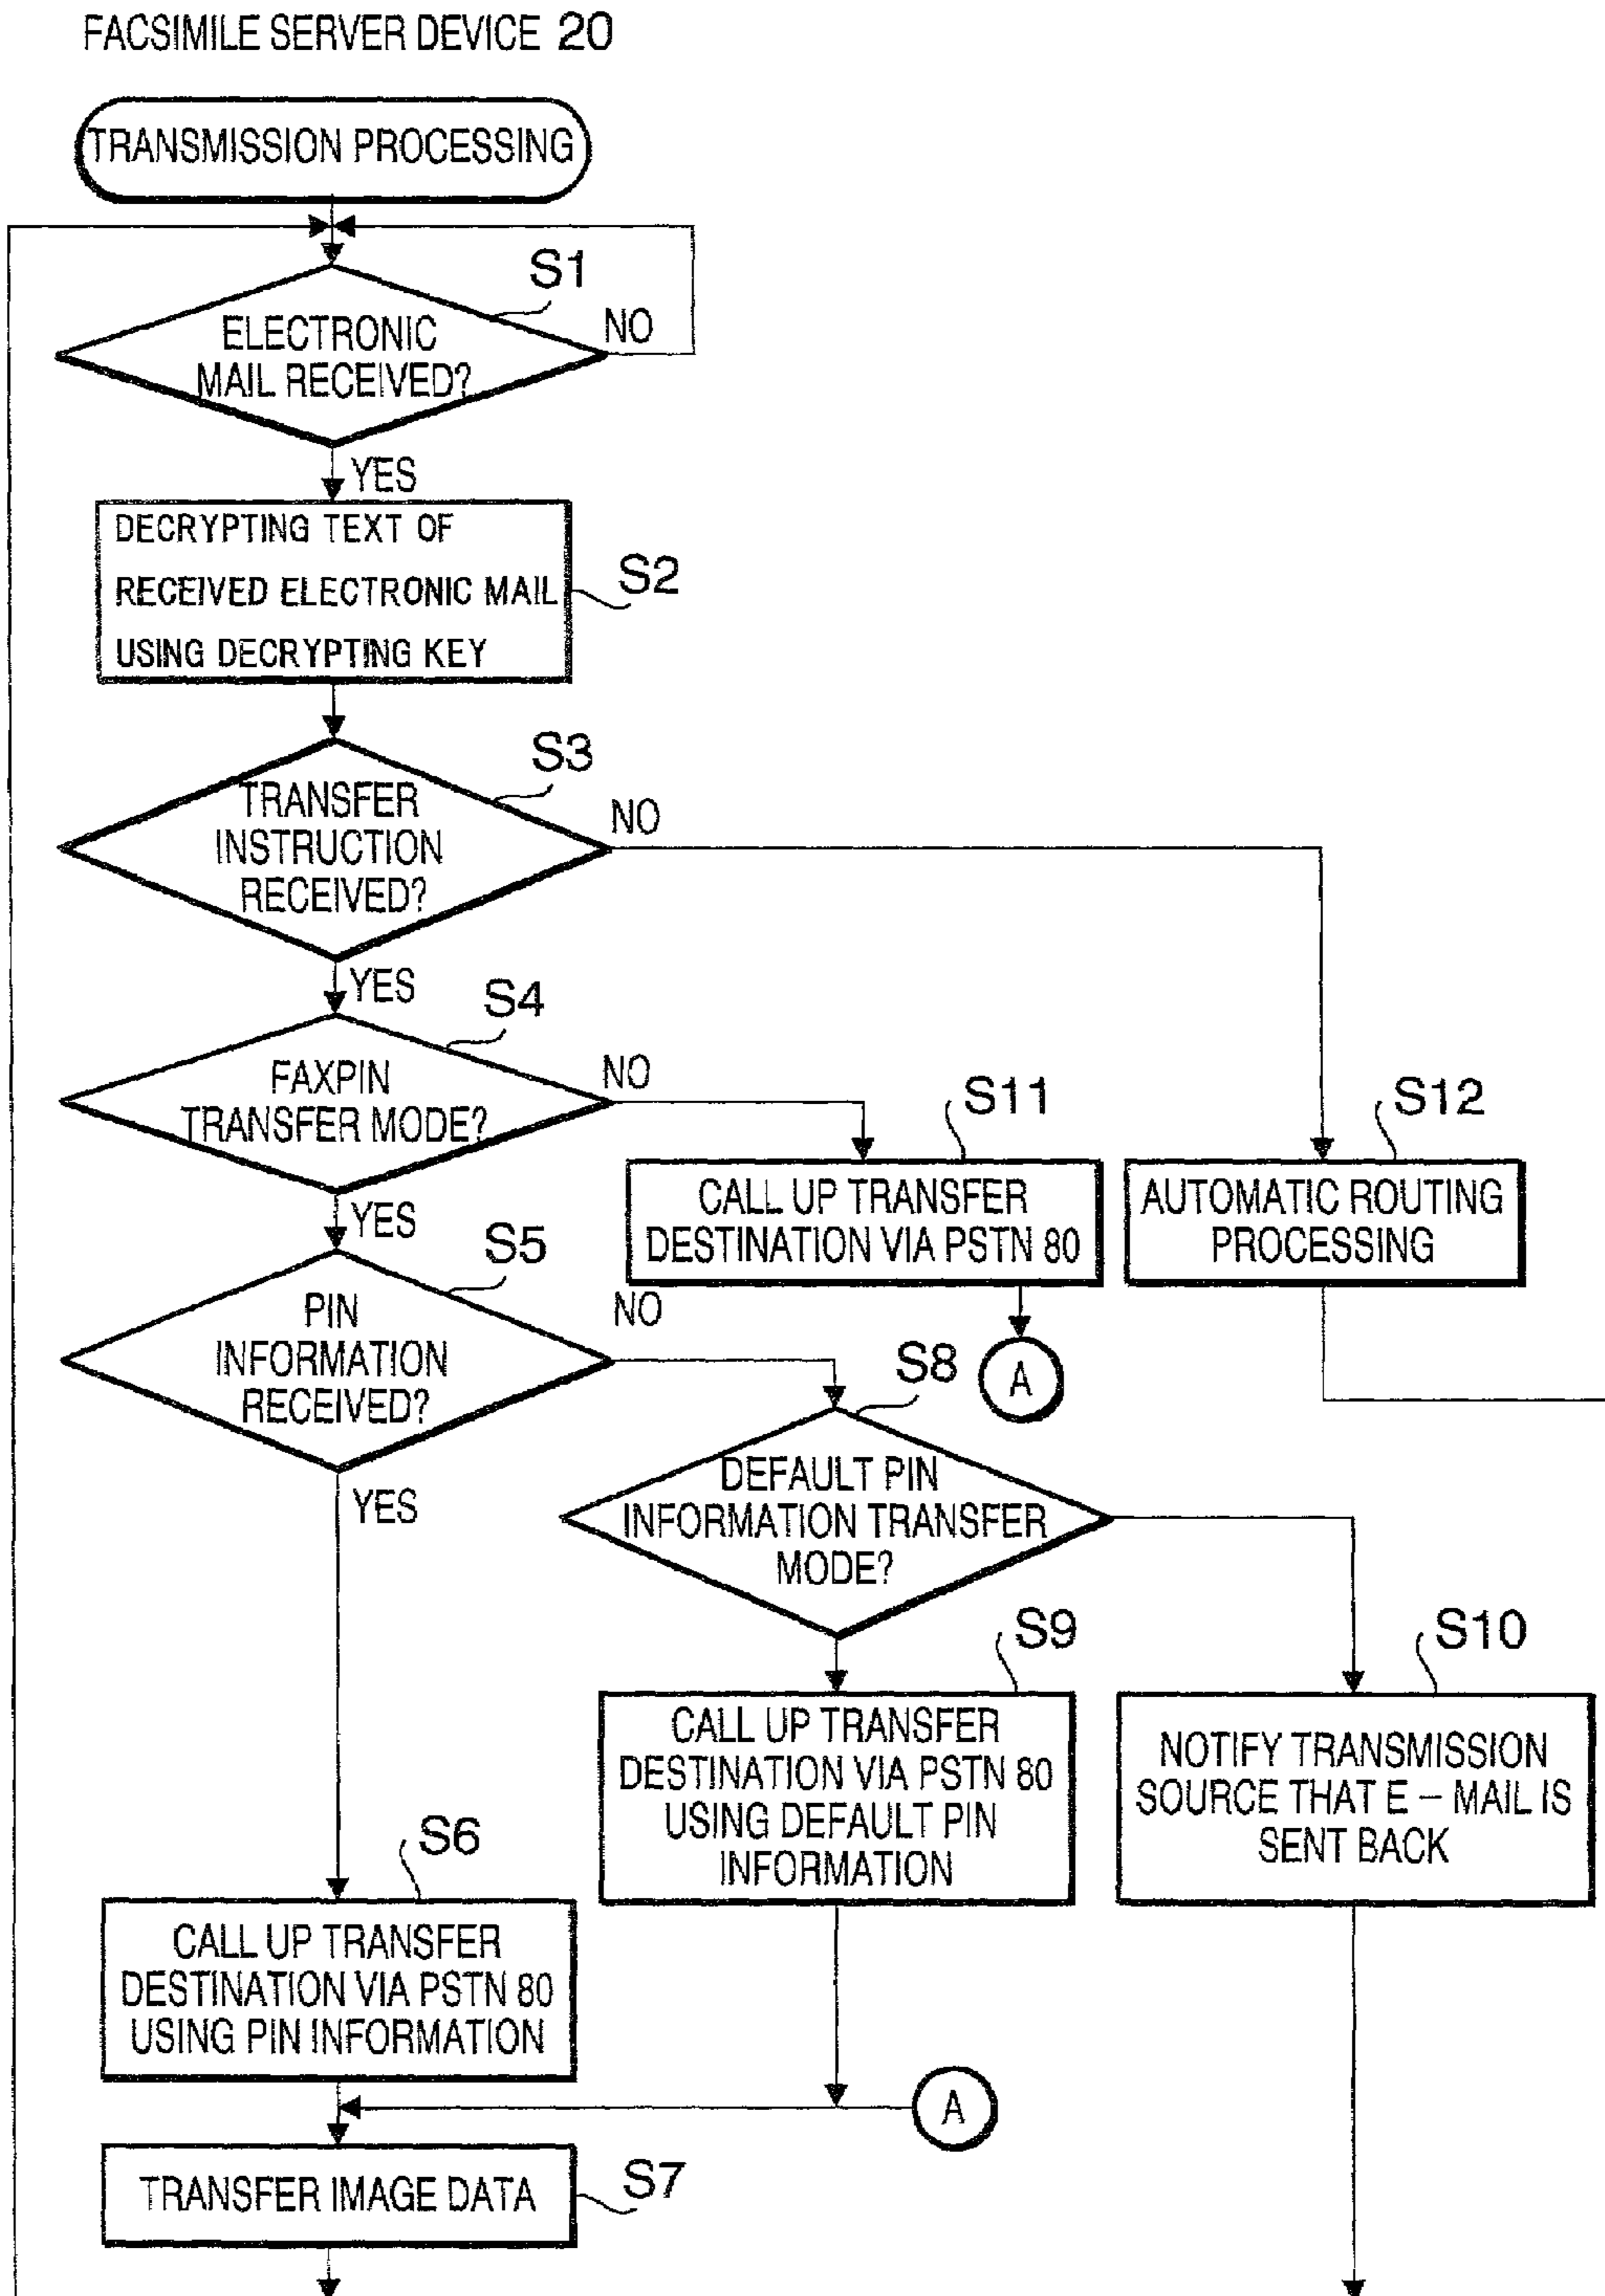 FACSIMILE SERVER DEVICE 20
TRANSMISSION PROCESSING
S1
ELECTRONIC
MAIL RECEIVED?
NO
YES
DECRYPTING TEXT OF
RECEIVED ELECTRONIC MAIL
USING DECRYPTING KEY
S2
S3
TRANSFER
INSTRUCTION
RECEIVED?
NO
YES
S4
FAXPIN
TRANSFER MODE?
NO
YES
S11
CALL UP TRANSFER
DESTINATION VIA PSTN 80
A
S12
AUTOMATIC ROUTING
PROCESSING
S5
PIN
INFORMATION
RECEIVED?
NO
YES
S8
DEFAULT PIN
INFORMATION TRANSFER
MODE?
S9
CALL UP TRANSFER
DESTINATION VIA PSTN 80
USING DEFAULT PIN
INFORMATION
S10
NOTIFY TRANSMISSION
SOURCE THAT E – MAIL IS
SENT BACK
S6
CALL UP TRANSFER
DESTINATION VIA PSTN 80
USING PIN INFORMATION
A
TRANSFER IMAGE DATA
S7